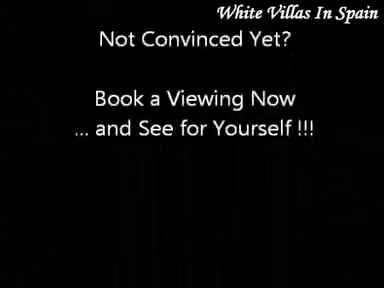 White Villas In Spain
Not Convinced Yet?
Book a Viewing Now
... and See for Yourself !!!